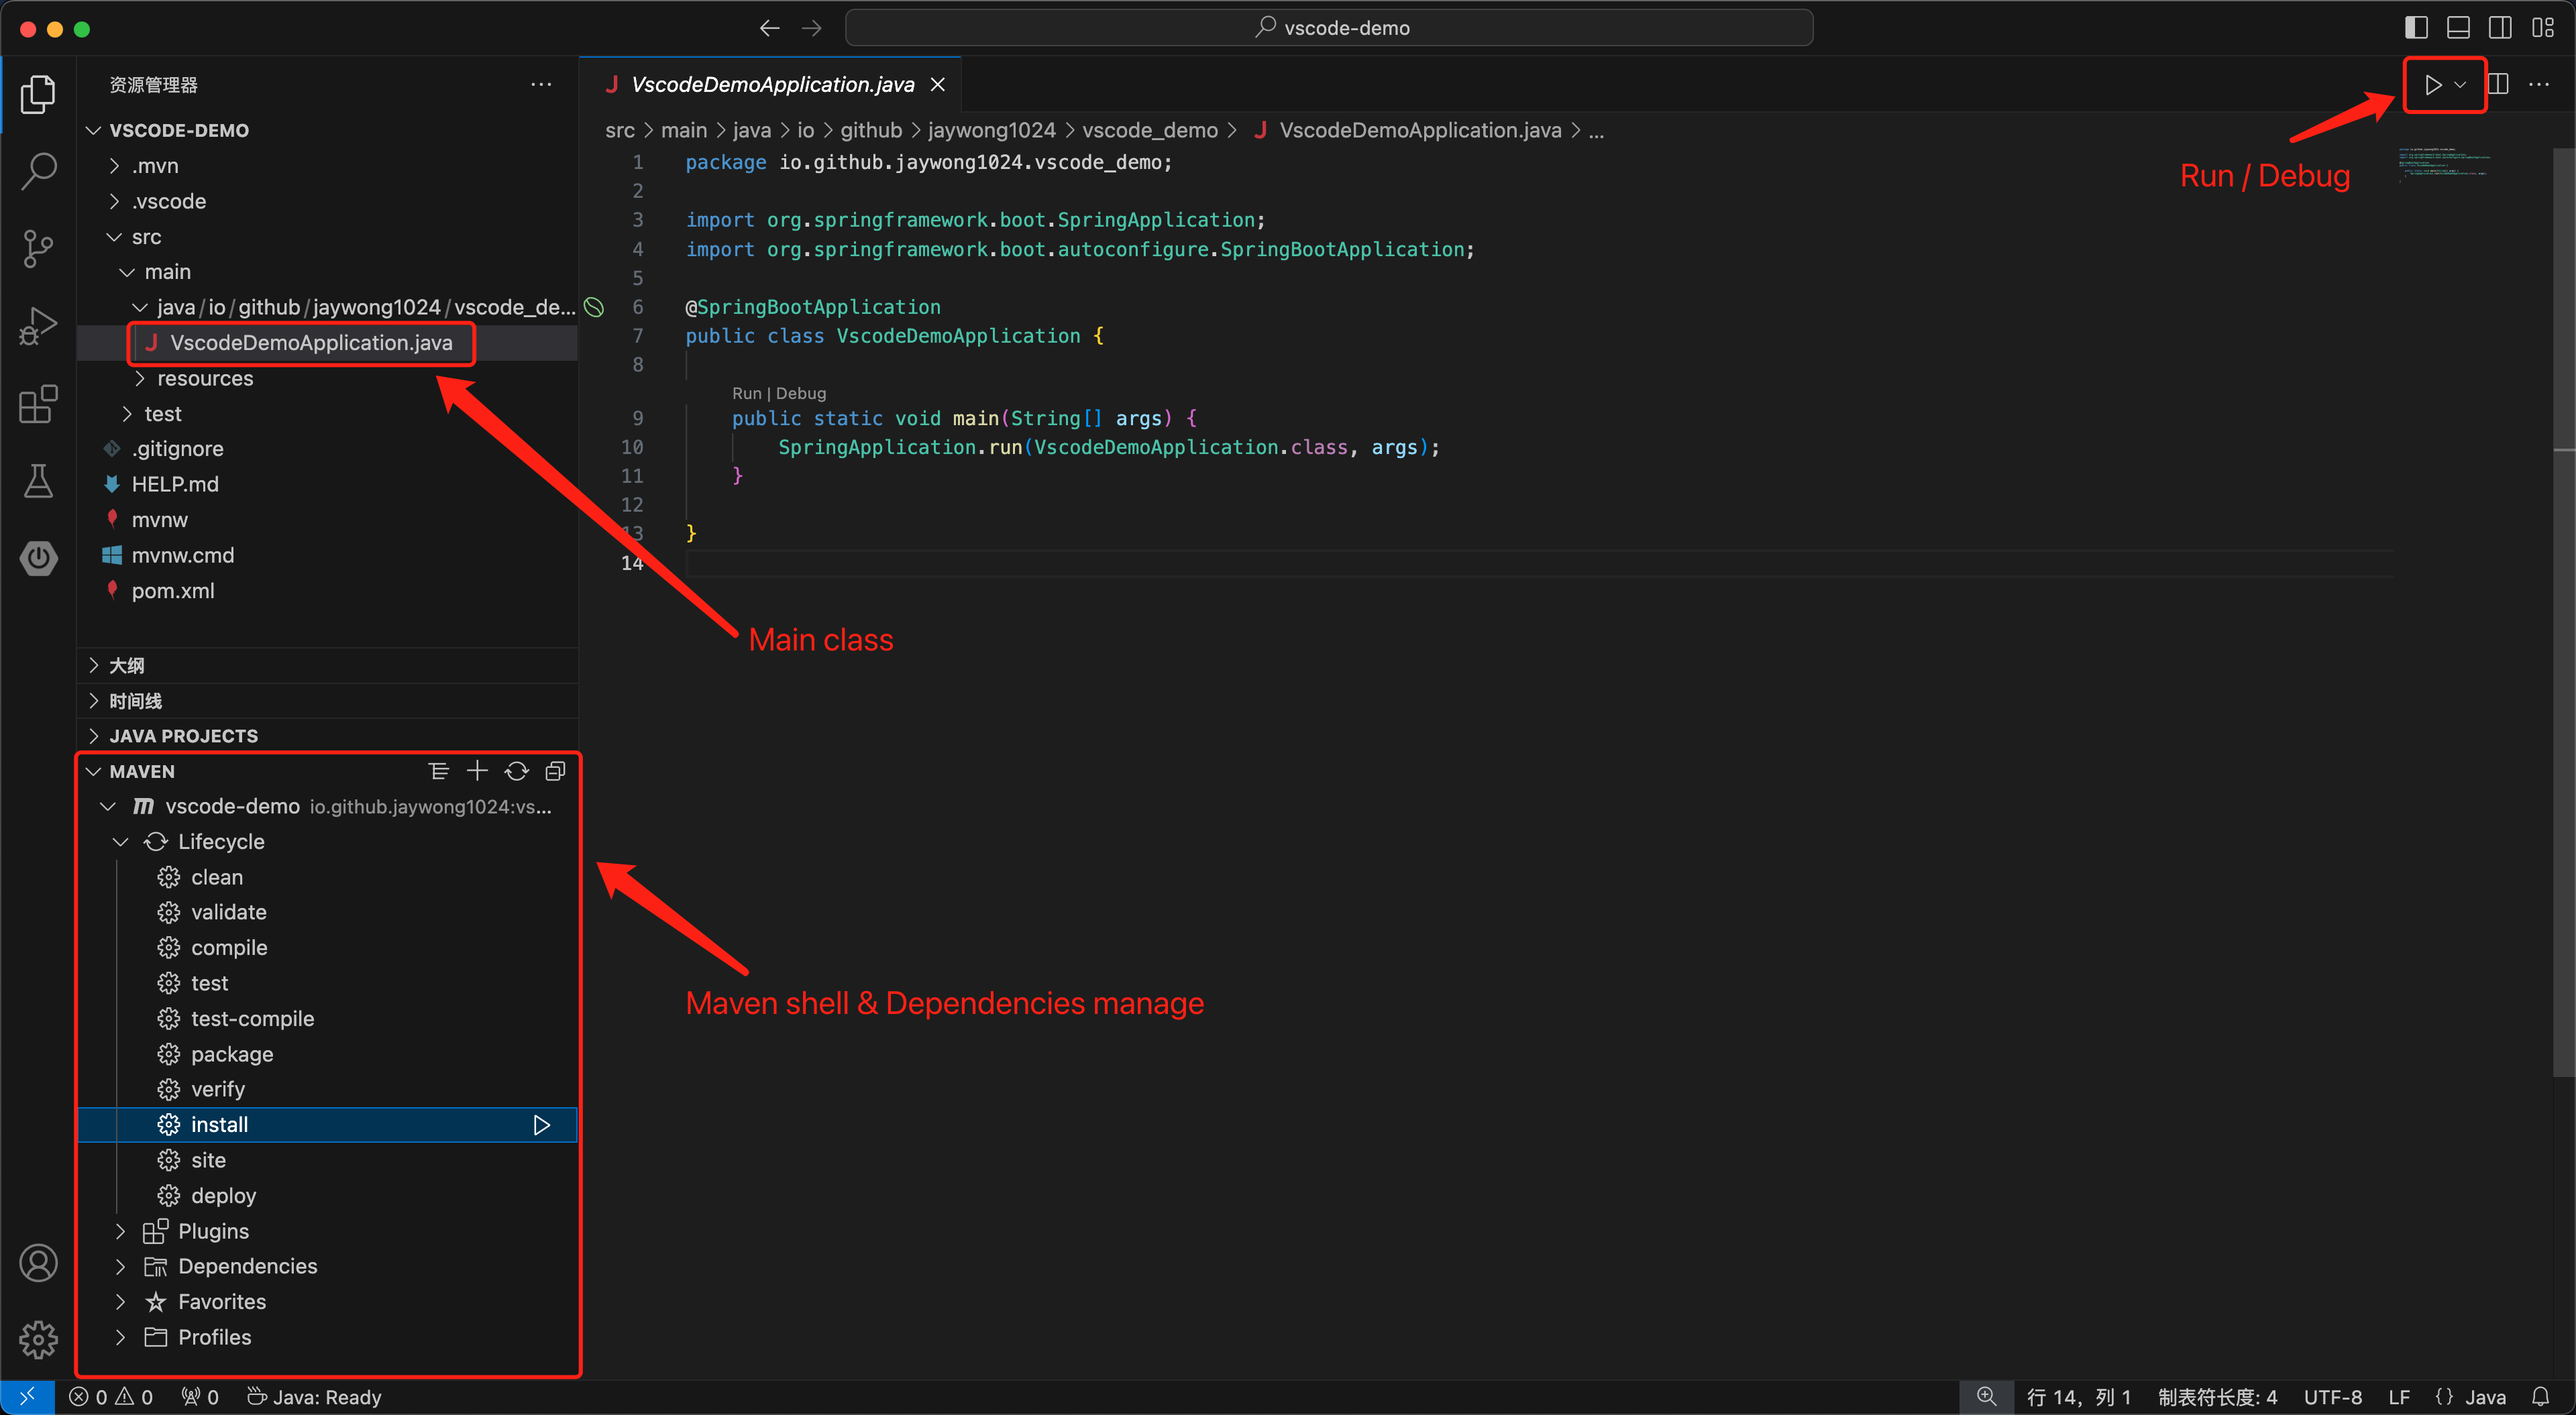 vscode-demo
资源管理器
VSCODE-DEMO
.mvn
.vscode
src
main
java/io/github/jaywong1024/vscode_de...
VscodeDemoApplication.java
resources
test
.gitignore
HELP.md
mvnw
mvnw.cmd
pom.xml
大纲
时间线
JAVA PROJECTS
MAVEN
vscode-demo io.github.jaywong1024:vs...
Lifecycle
clean
validate
compile
test
test-compile
package
verify
install
site
deploy
Plugins
Dependencies
Favorites
Profiles
VscodeDemoApplication.java
src > main > java > io > github > jaywong1024 > vscode_demo > VscodeDemoApplication.java > ...
1 package io.github.jaywong1024.vscode_demo;
2
3 import org.springframework.boot.SpringApplication;
4 import org.springframework.boot.autoconfigure.SpringBootApplication;
5
6 @SpringBootApplication
7 public class VscodeDemoApplication {
8
Run | Debug
9 public static void main(String[] args) {
10 SpringApplication.run(VscodeDemoApplication.class, args);
11 }
12
13 }
14
Run / Debug
Main class
Maven shell & Dependencies manage
0 0 0 Java: Ready
行 14，列 1 制表符长度: 4 UTF-8 LF {} Java